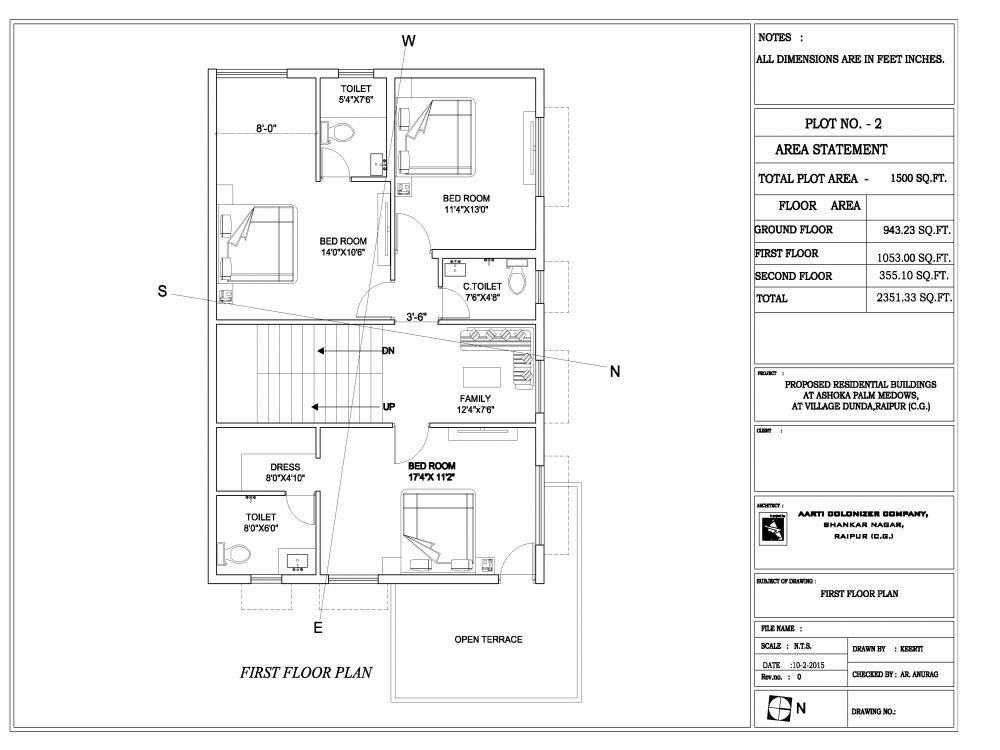 W
TOILET
5'4"X7'6"
8'-0"
BED ROOM
11'4"X13'0"
BED ROOM
14'0"X10'6"
C.TOILET
7'6"X4'8"
S
3'-6"
DN
N
UP
FAMILY
12'4"x7'6"
DRESS
8'0"X4'10"
BED ROOM
17'4"X 11'2"
TOILET
8'0"X6'0"
E
OPEN TERRACE
FIRST FLOOR PLAN
NOTES :
ALL DIMENSIONS ARE IN FEET INCHES.
PLOT NO. - 2
AREA STATEMENT
TOTAL PLOT AREA - 1500 SQ.FT.
FLOOR AREA
GROUND FLOOR 943.23 SQ.FT.
FIRST FLOOR 1053.00 SQ.FT.
SECOND FLOOR 355.10 SQ.FT.
TOTAL 2351.33 SQ.FT.
PROJECT :
PROPOSED RESIDENTIAL BUILDINGS
AT ASHOKA PALM MEDOWS,
AT VILLAGE DUNDA,RAIPUR (C.G.)
CLIENT :
ARCHITECT :
AARTI COLONIZER COMPANY,
SHANKAR NAGAR,
RAIPUR (C.G.)
SUBJECT OF DRAWING :
FIRST FLOOR PLAN
FILE NAME :
SCALE : N.T.S.
DRAWN BY : KEERTI
DATE :10-2-2015
Rev.no. : 0
CHECKED BY : AR. ANURAG
N
DRAWING NO.: